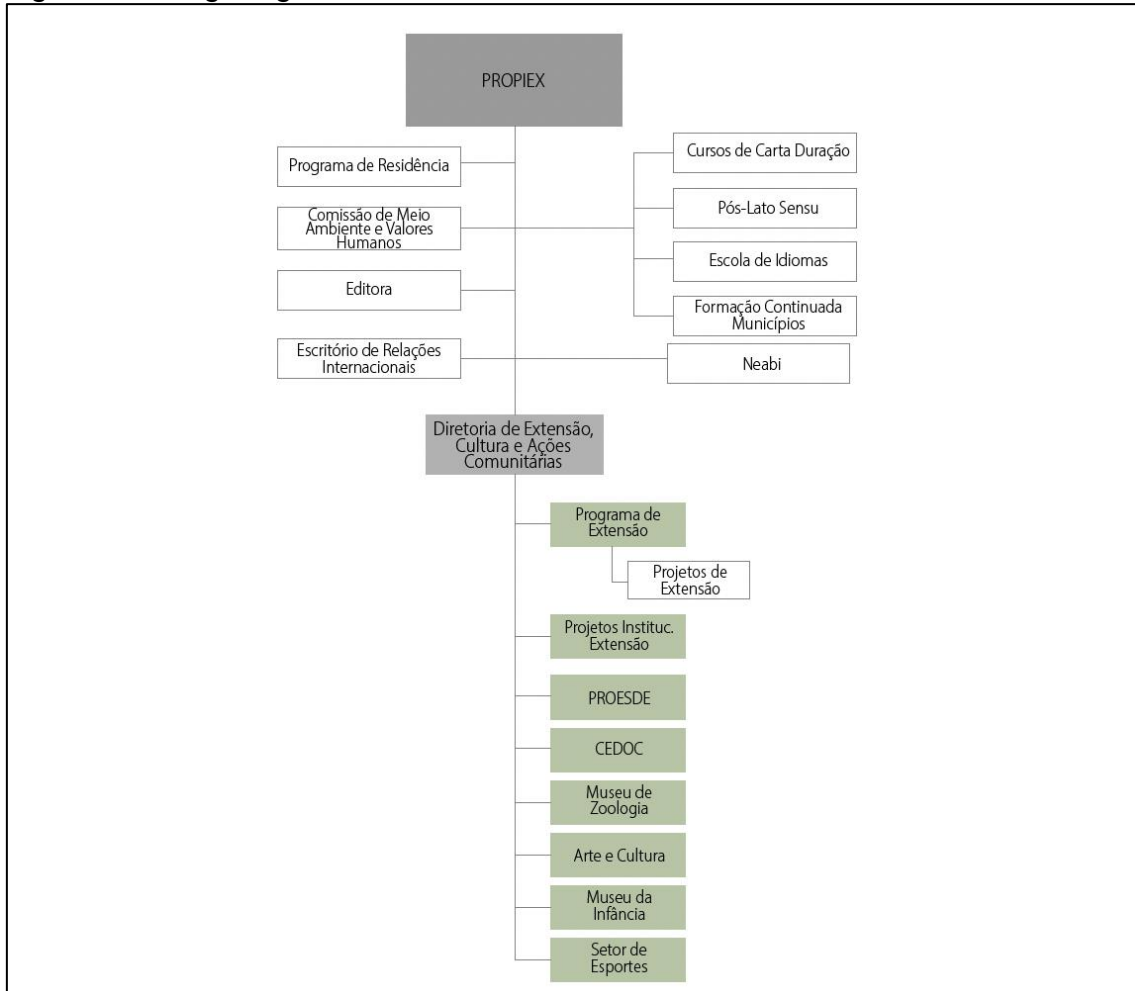 PROPIEX
Programa de Residência
Comissão de Meio
Ambiente e Valores
Humanos
Editora
Escritório de Relações
Internacionais
Cursos de Carta Duração
Pós-Lato Sensu
Escola de Idiomas
Formação Continuada
Municípios
Neabi
Diretoria de Extensão,
Cultura e Ações
Comunitárias
Programa de
Extensão
Projetos de
Extensão
Projetos Instituc.
Extensão
PROESDE
CEDOC
Museu de
Zoologia
Arte e Cultura
Museu da
Infância
Setor de
Esportes